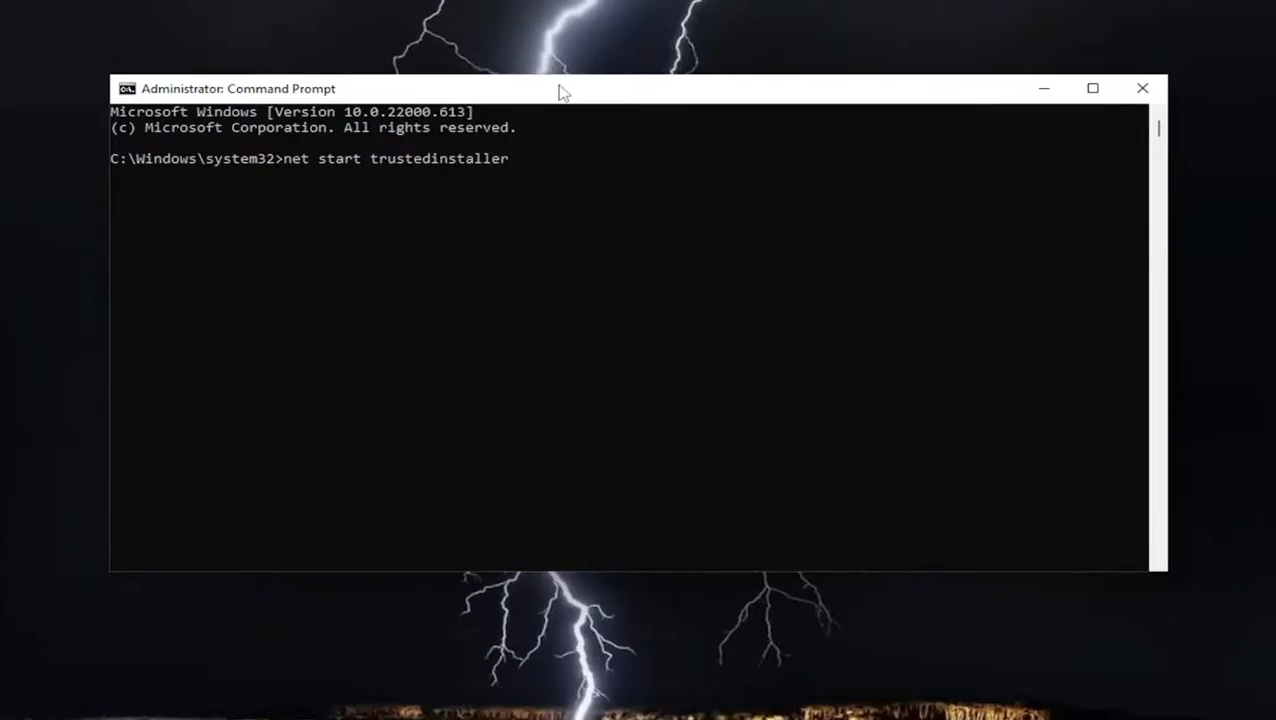 Administrator: Command Prompt
Microsoft Windows [Version 10.0.22000.613]
(c) Microsoft Corporation. All rights reserved.
C:\Windows\system32>net start trustedinstaller